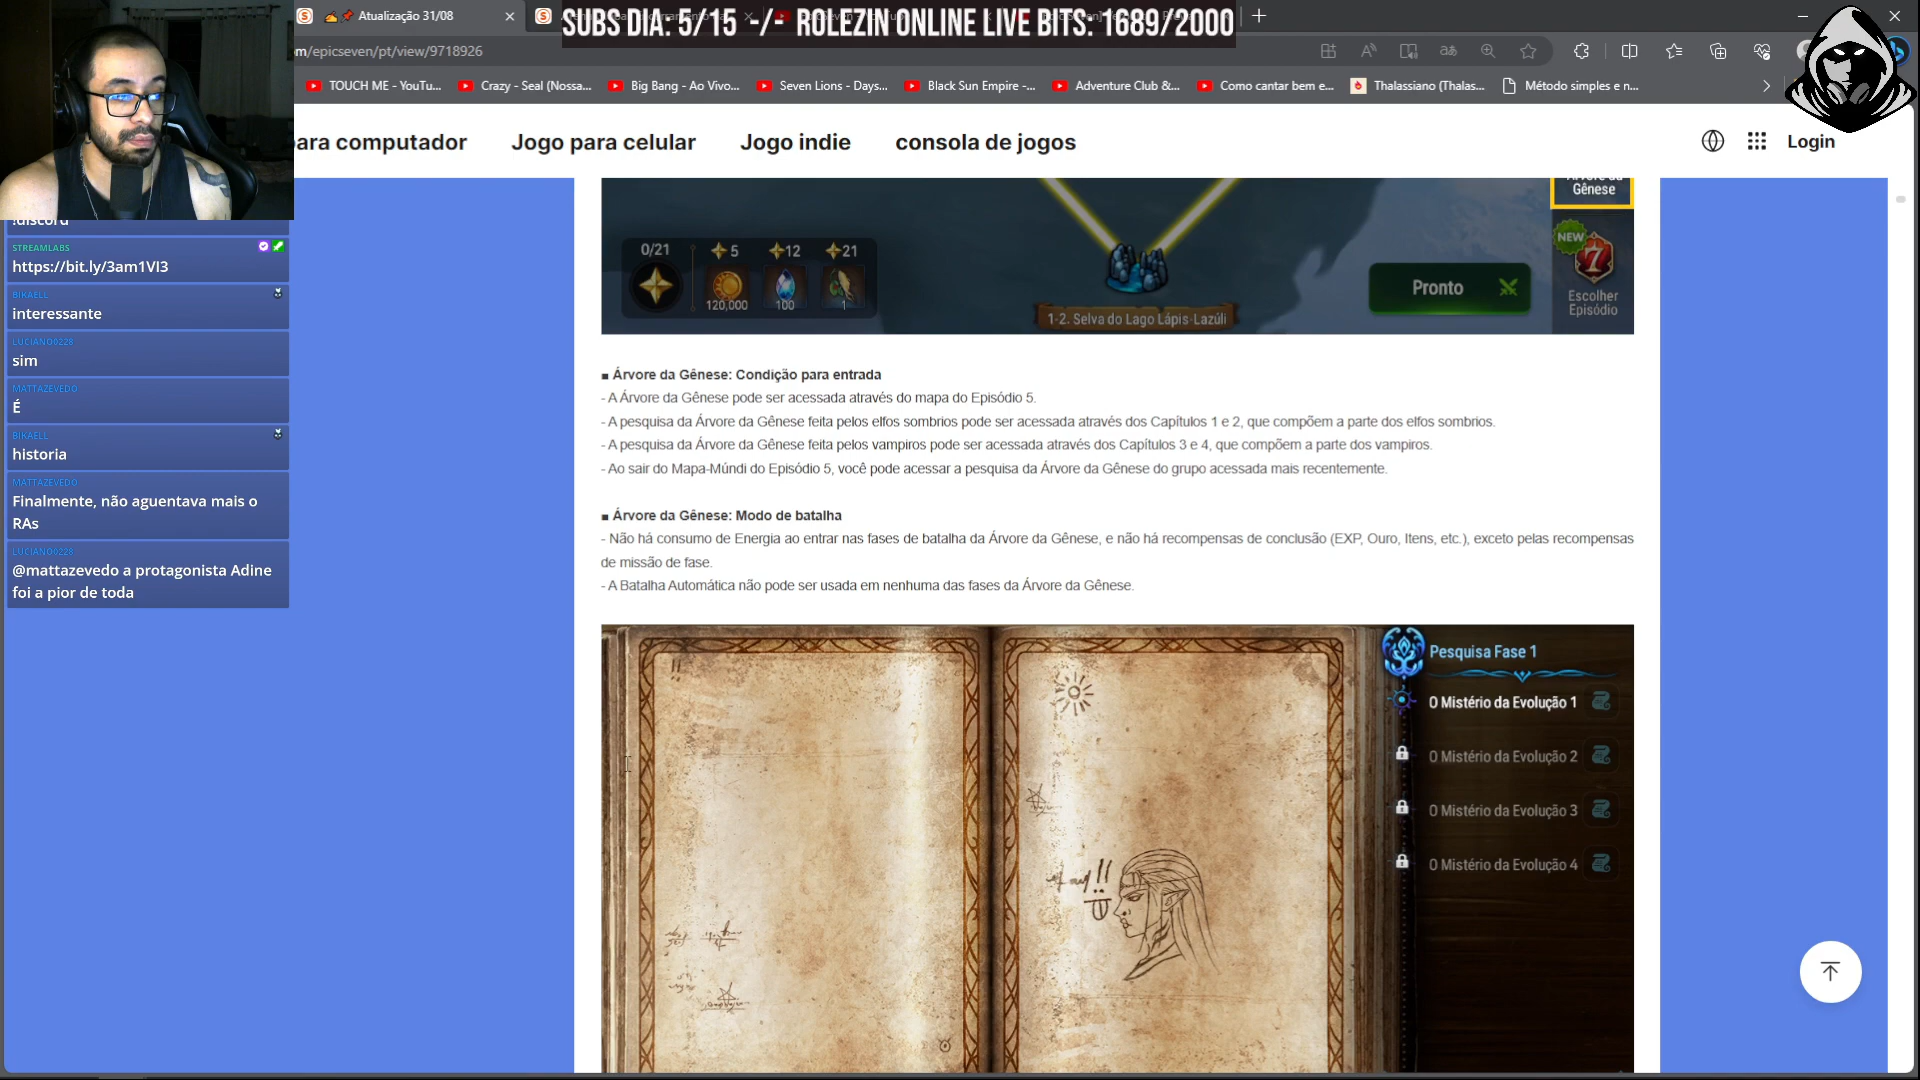 Atualização 31/08
SUBS DIA: 5/15 -/- ROLEZIN ONLINE LIVE BITS: 1689/2000
m/epicseven/pt/view/9718926
TOUCH ME - YouTu...
Crazy - Seal (Nossa...
Big Bang - Ao Vivo...
Seven Lions - Days...
Black Sun Empire -...
Adventure Club &...
Como cantar bem e...
Thalassiano (Thalas...
Método simples e n...
ara computador
Jogo para celular
Jogo indie
consola de jogos
Login
!discord
STREAMLABS
https://bit.ly/3am1VI3
BIKAELL
interessante
LUCIANO0228
sim
MATTAZEVEDO
É
BIKAELL
historia
MATTAZEVEDO
Finalmente, não aguentava mais o
RAs
LUCIANO0228
@mattazevedo a protagonista Adine
foi a pior de toda
Árvore da
Gênese
0/21
5
12
21
120,000
100
1
1-2. Selva do Lago Lápis-Lazúli
Pronto
NEW
7
Escolher
Episódio
■ Árvore da Gênese: Condição para entrada
- A Árvore da Gênese pode ser acessada através do mapa do Episódio 5.
- A pesquisa da Árvore da Gênese feita pelos elfos sombrios pode ser acessada através dos Capítulos 1 e 2, que compõem a parte dos elfos sombrios.
- A pesquisa da Árvore da Gênese feita pelos vampiros pode ser acessada através dos Capítulos 3 e 4, que compõem a parte dos vampiros.
- Ao sair do Mapa-Múndi do Episódio 5, você pode acessar a pesquisa da Árvore da Gênese do grupo acessada mais recentemente.
■ Árvore da Gênese: Modo de batalha
- Não há consumo de Energia ao entrar nas fases de batalha da Árvore da Gênese, e não há recompensas de conclusão (EXP, Ouro, Itens, etc.), exceto pelas recompensas
de missão de fase.
- A Batalha Automática não pode ser usada em nenhuma das fases da Árvore da Gênese.
Pesquisa Fase 1
O Mistério da Evolução 1
O Mistério da Evolução 2
O Mistério da Evolução 3
O Mistério da Evolução 4